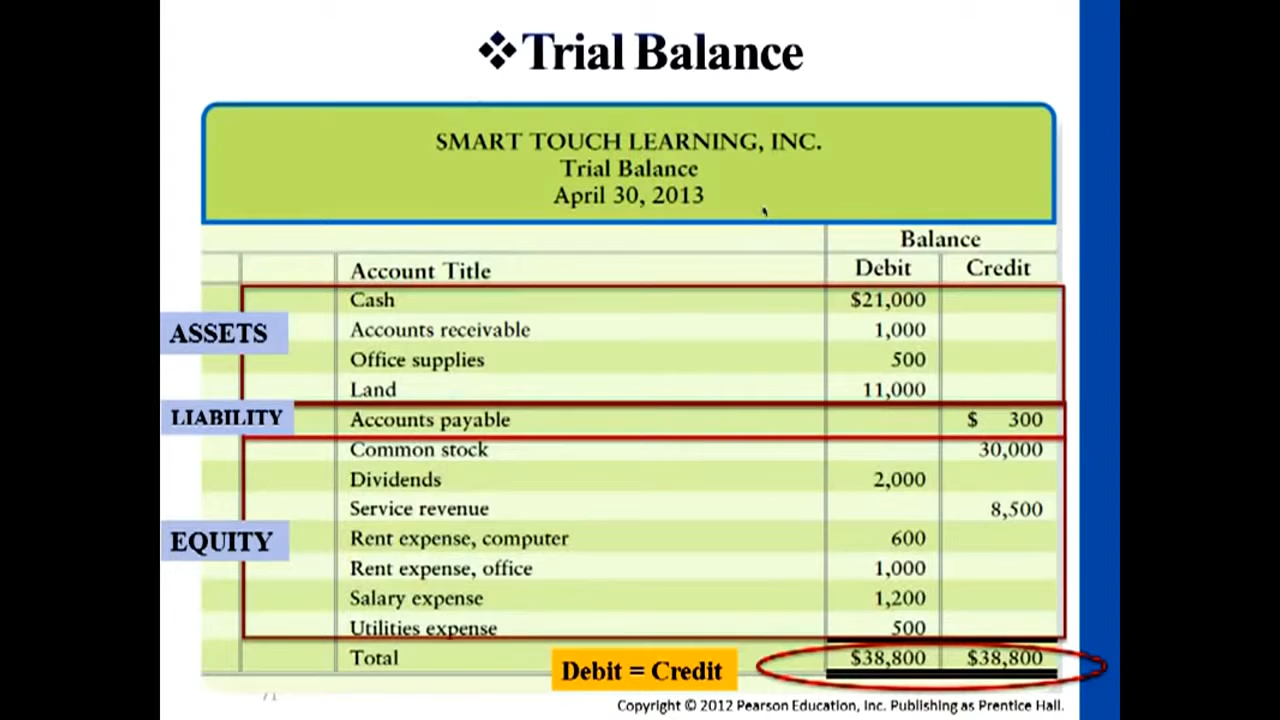 ❖Trial Balance
SMART TOUCH LEARNING, INC.
Trial Balance
April 30, 2013
Balance
Account Title Debit Credit
Cash $21,000
ASSETS
Accounts receivable 1,000
Office supplies 500
Land 11,000
LIABILITY
Accounts payable $ 300
Common stock 30,000
Dividends 2,000
Service revenue 8,500
EQUITY
Rent expense, computer 600
Rent expense, office 1,000
Salary expense 1,200
Utilities expense 500
Total $38,800 $38,800
Debit = Credit
Copyright © 2012 Pearson Education, Inc. Publishing as Prentice Hall.